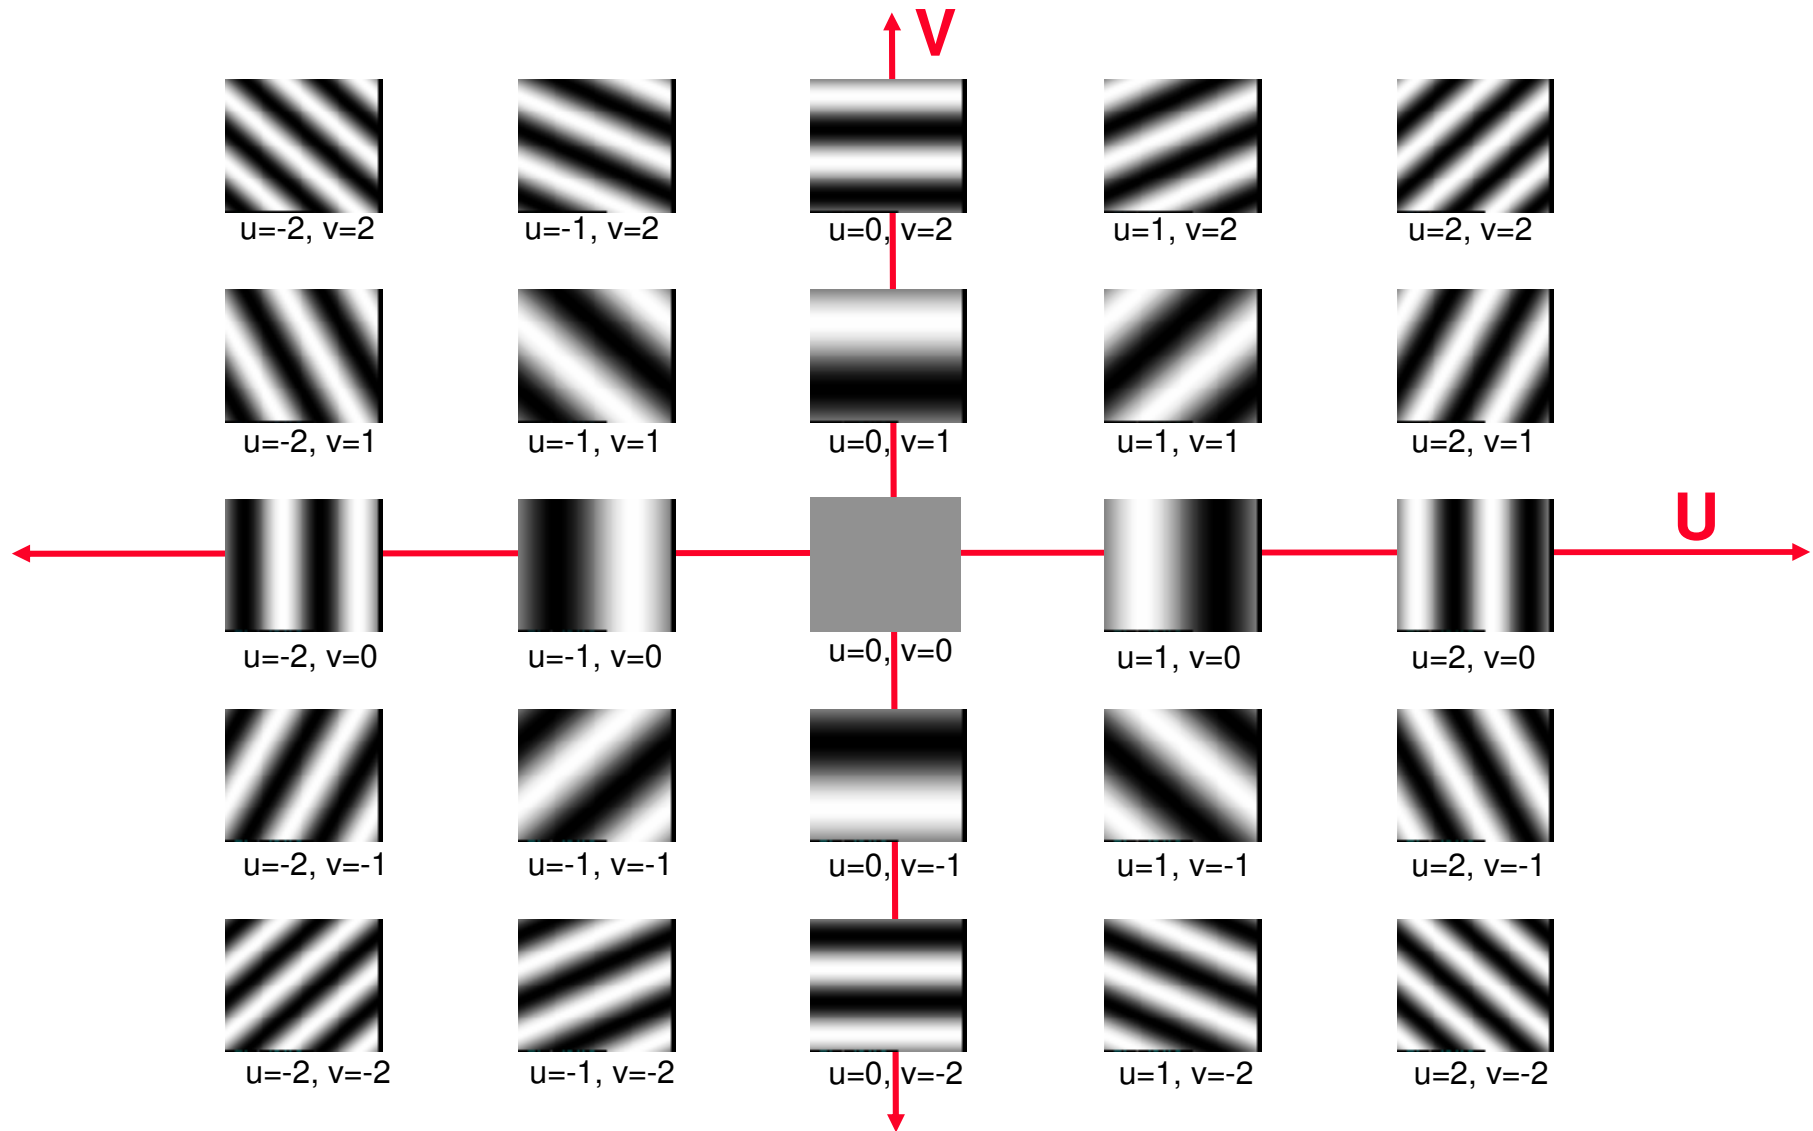 V
u=-2, v=2 u=-1, v=2 u=0, v=2 u=1, v=2 u=2, v=2
u=-2, v=1 u=-1, v=1 u=0, v=1 u=1, v=1 u=2, v=1
U
u=-2, v=0 u=-1, v=0 u=0, v=0 u=1, v=0 u=2, v=0
u=-2, v=-1 u=-1, v=-1 u=0, v=-1 u=1, v=-1 u=2, v=-1
u=-2, v=-2 u=-1, v=-2 u=0, v=-2 u=1, v=-2 u=2, v=-2